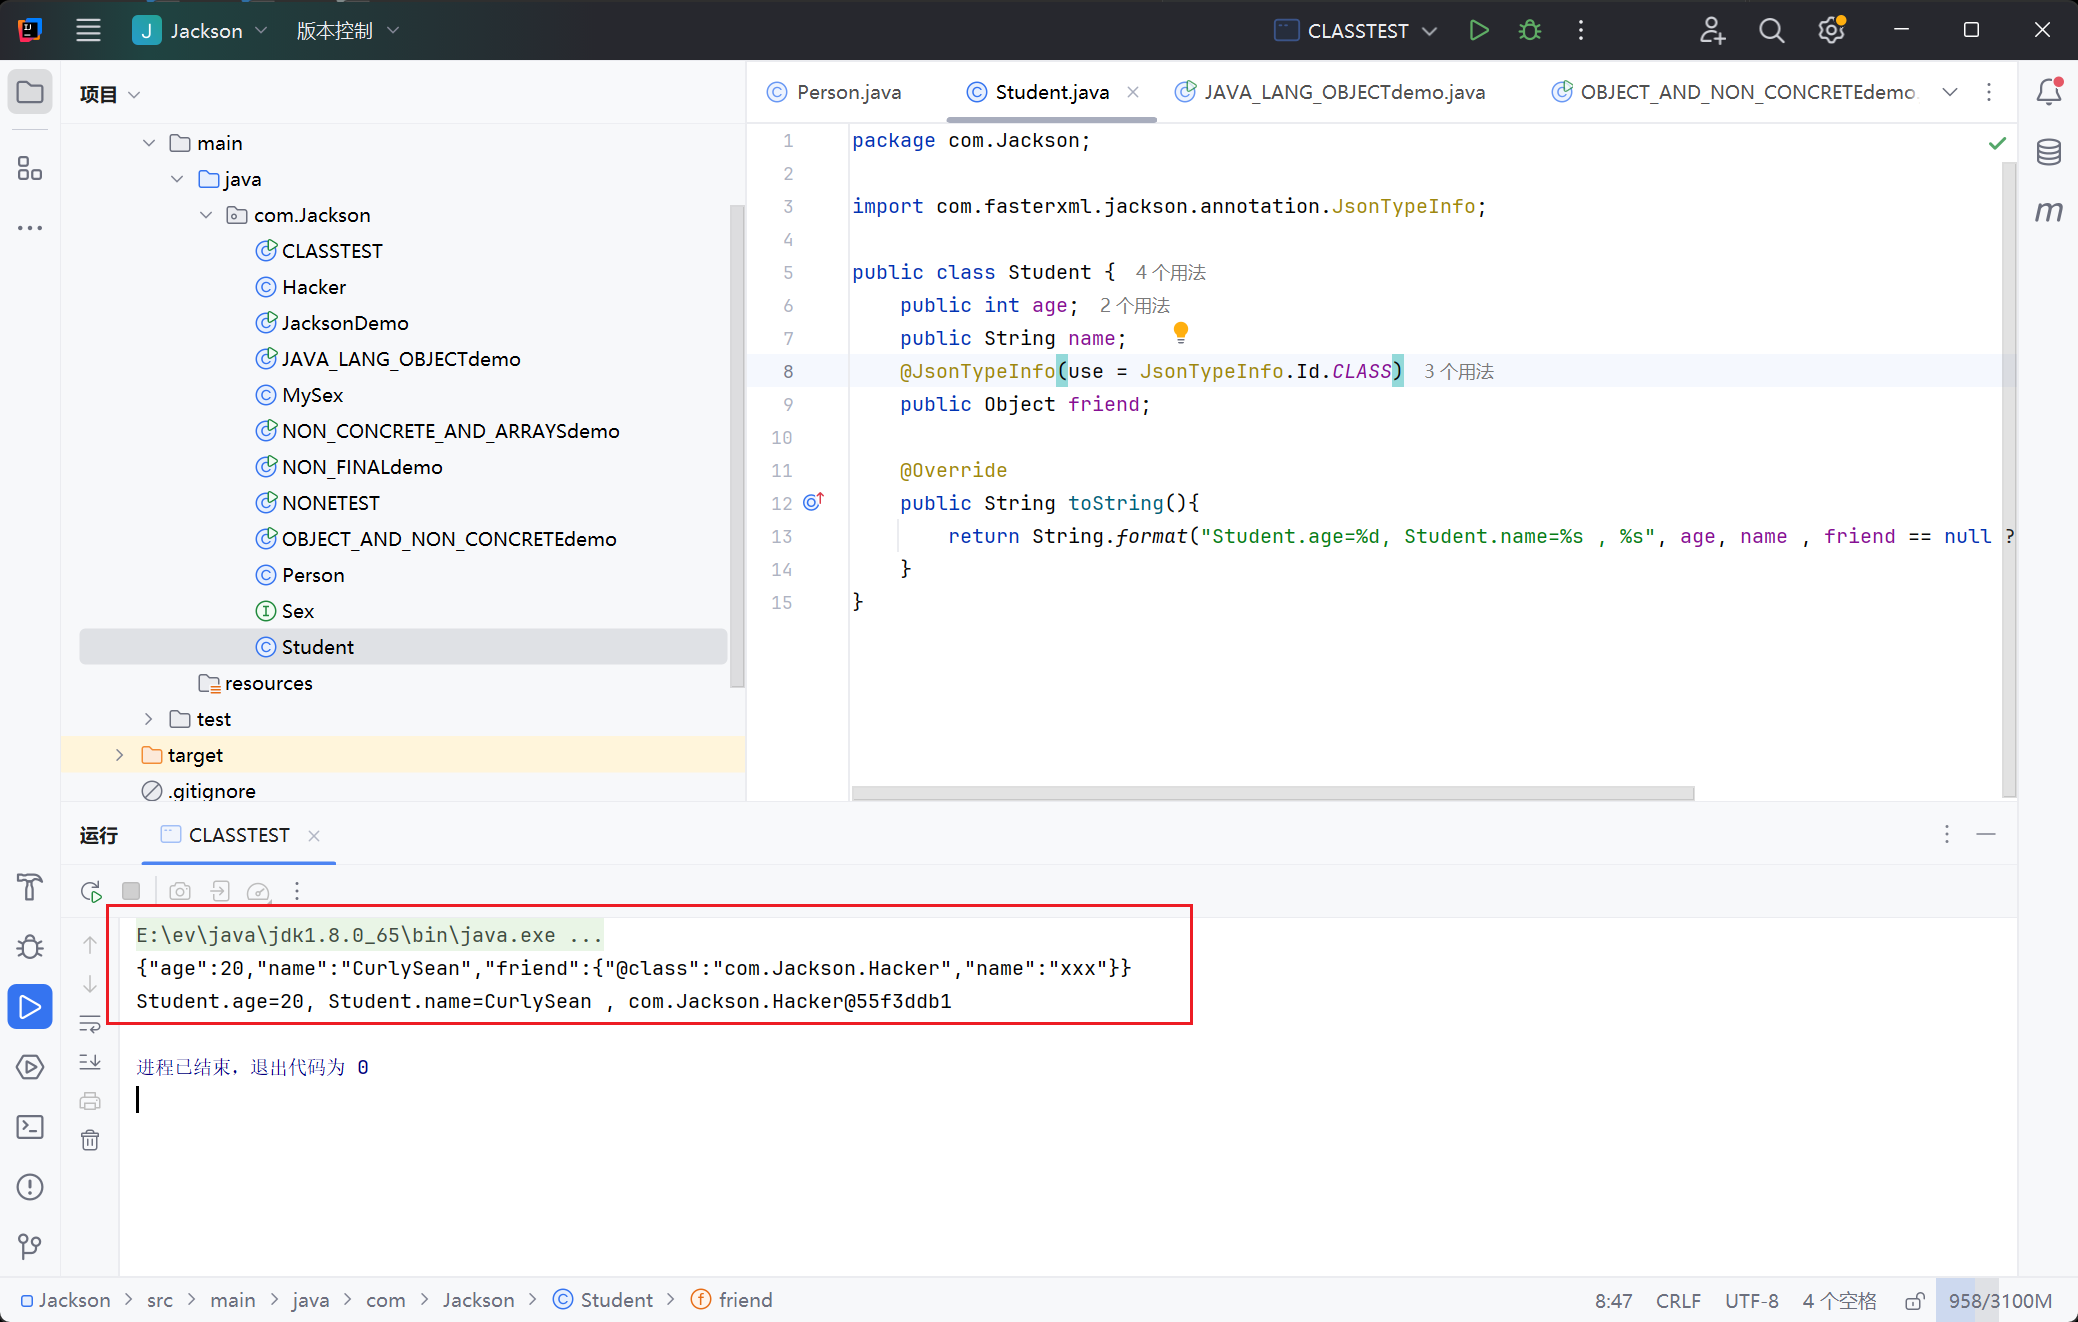 J Jackson 版本控制 CLASSTEST
项目
main
java
com.Jackson
CLASSTEST
Hacker
JacksonDemo
JAVA_LANG_OBJECTdemo
MySex
NON_CONCRETE_AND_ARRAYSdemo
NON_FINALdemo
NONETEST
OBJECT_AND_NON_CONCRETEdemo
Person
Sex
Student
resources
test
target
.gitignore
Person.java Student.java JAVA_LANG_OBJECTdemo.java OBJECT_AND_NON_CONCRETEdemo.
1 package com.Jackson;
2
3 import com.fasterxml.jackson.annotation.JsonTypeInfo;
4
5 public class Student { 4 个用法
6 public int age; 2 个用法
7 public String name;
8 @JsonTypeInfo(use = JsonTypeInfo.Id.CLASS) 3 个用法
9 public Object friend;
10
11 @Override
12 public String toString(){
13 return String.format("Student.age=%d, Student.name=%s , %s", age, name , friend == null ?
14 }
15 }
运行 CLASSTEST
E:\ev\java\jdk1.8.0_65\bin\java.exe ...
{"age":20,"name":"CurlySean","friend":{"@class":"com.Jackson.Hacker","name":"xxx"}}
Student.age=20, Student.name=CurlySean , com.Jackson.Hacker@55f3ddb1
进程已结束，退出代码为 0
Jackson > src > main > java > com > Jackson > Student > friend
8:47 CRLF UTF-8 4 个空格 958/3100M